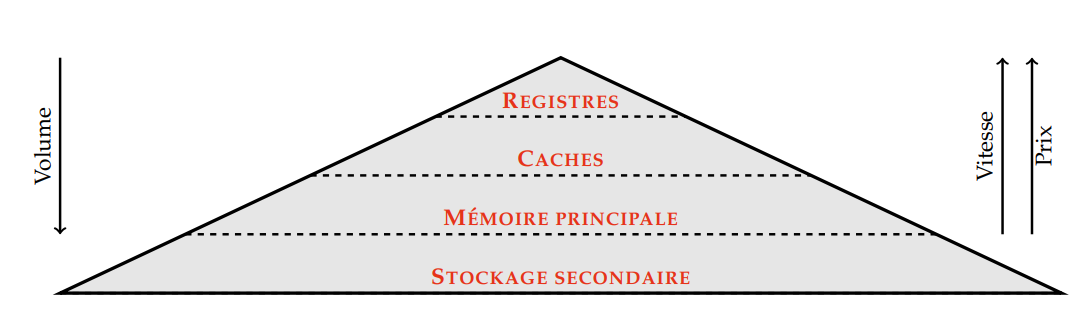 REGISTRES
CACHES
MÉMOIRE PRINCIPALE
STOCKAGE SECONDAIRE
Volume
Vitesse
Prix